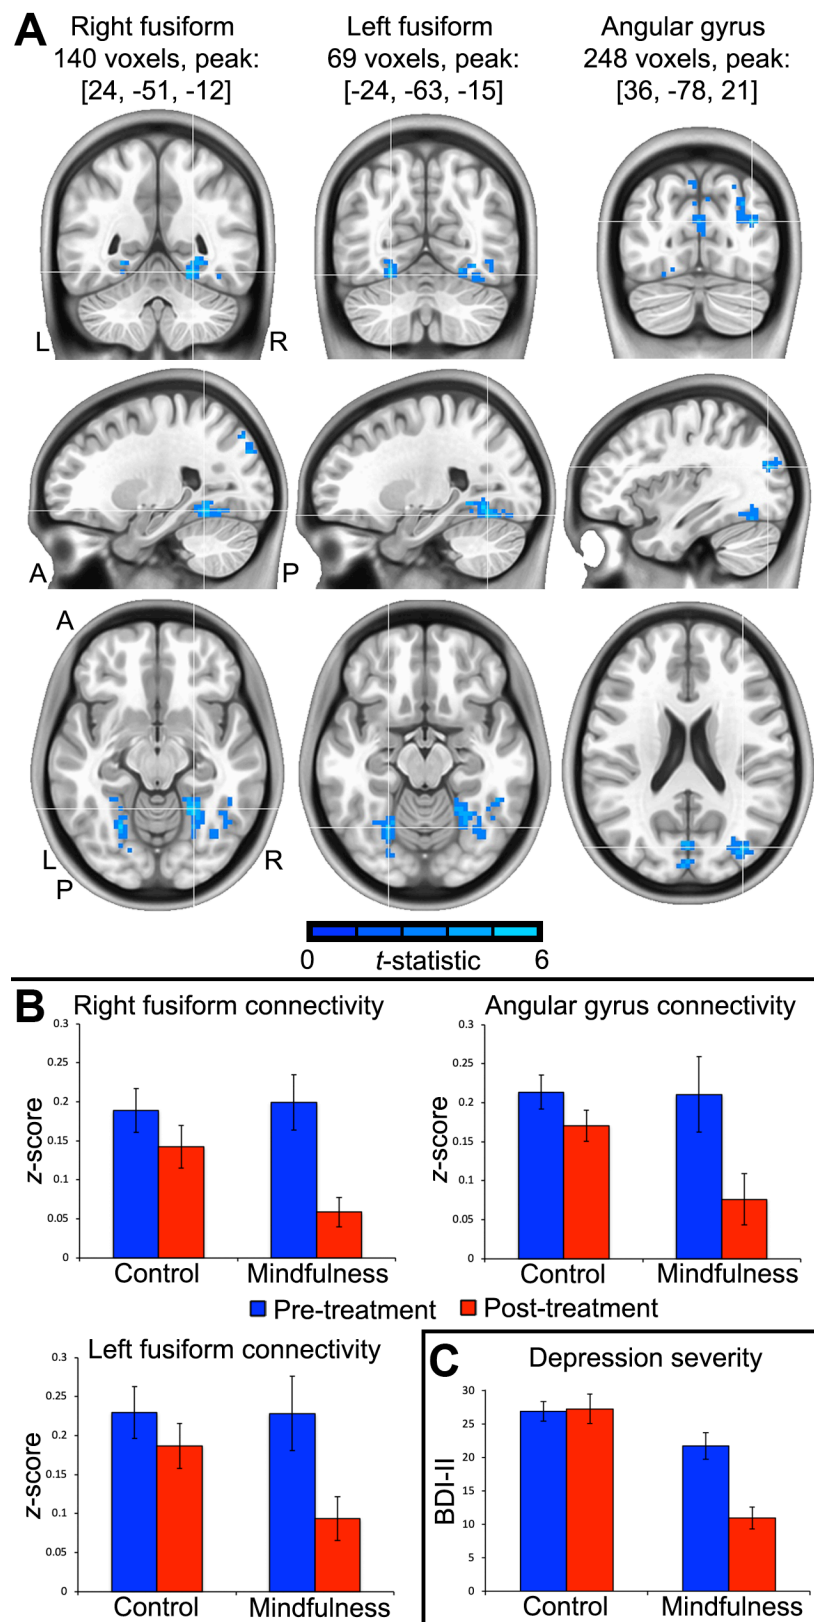 A
Right fusiform
140 voxels, peak:
[24, -51, -12]
Left fusiform
69 voxels, peak:
[-24, -63, -15]
Angular gyrus
248 voxels, peak:
[36, -78, 21]
L
R
A
P
A
L
P
R
0
t-statistic
6
B
Right fusiform connectivity
z-score
0.3
0.25
0.2
0.15
0.1
0.05
0
Control
Mindfulness
Angular gyrus connectivity
z-score
0.3
0.25
0.2
0.15
0.1
0.05
0
Control
Mindfulness
Pre-treatment
Post-treatment
Left fusiform connectivity
z-score
0.3
0.25
0.2
0.15
0.1
0.05
0
Control
Mindfulness
C
Depression severity
BDI-II
30
25
20
15
10
5
0
Control
Mindfulness